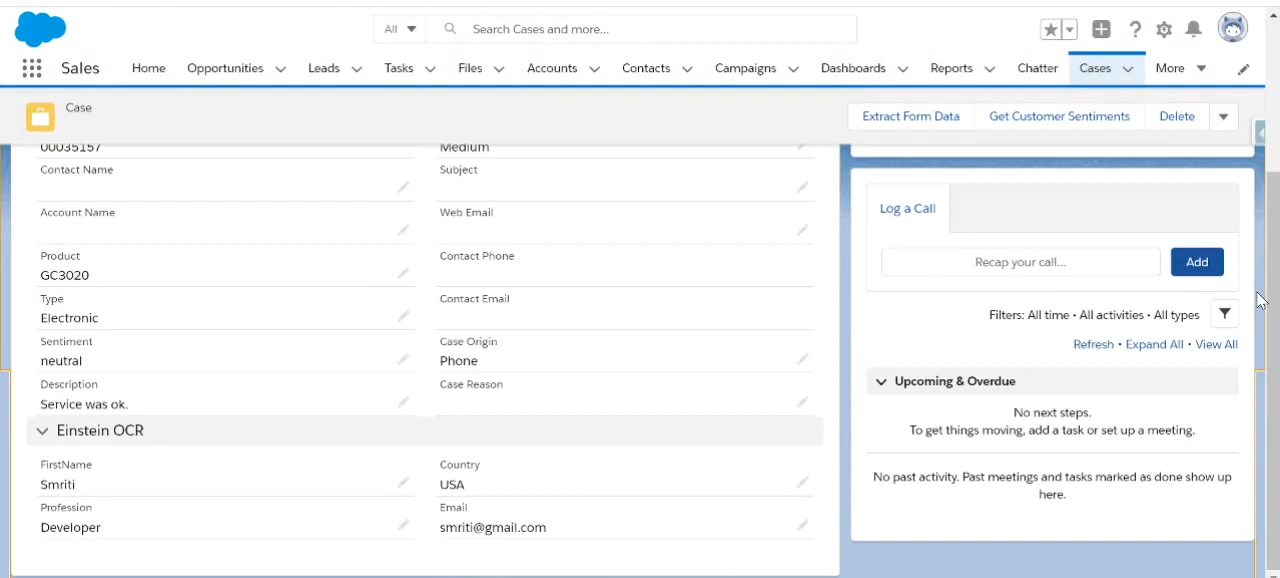 All
Search Cases and more...
Sales
Home
Opportunities
Leads
Tasks
Files
Accounts
Contacts
Campaigns
Dashboards
Reports
Chatter
Cases
More
Case
Extract Form Data
Get Customer Sentiments
Delete
00035157
Medium
Contact Name
Subject
Account Name
Web Email
Product
GC3020
Contact Phone
Type
Electronic
Contact Email
Sentiment
neutral
Case Origin
Phone
Description
Service was ok.
Case Reason
Einstein OCR
FirstName
Smriti
Country
USA
Profession
Developer
Email
smriti@gmail.com
Log a Call
Recap your call...
Add
Filters: All time • All activities • All types
Refresh • Expand All • View All
Upcoming & Overdue
No next steps.
To get things moving, add a task or set up a meeting.
No past activity. Past meetings and tasks marked as done show up
here.